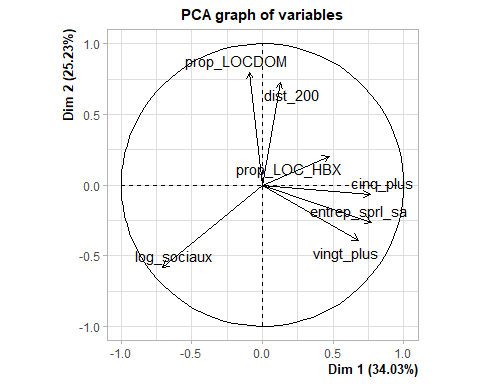 PCA graph of variables
Dim 2 (25.23%)
1.0
0.5
0.0
-0.5
-1.0
prop_LOCDOM
dist_200
prop_LOC_HBX
cinq_plus
entrep_sprl_sa
vingt_plus
log_sociaux
-1.0
-0.5
0.0
0.5
1.0
Dim 1 (34.03%)